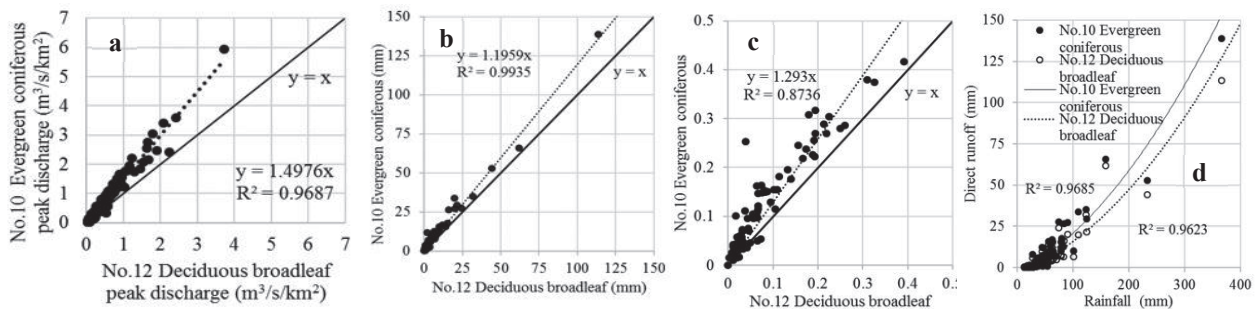 7
6
5
4
3
2
1
0
No.10 Evergreen coniferous
peak discharge (m³/s/km²)
a
y = x
y = 1.4976x
R² = 0.9687
0 1 2 3 4 5 6 7
No.12 Deciduous broadleaf
peak discharge (m³/s/km²)
150
125
100
75
50
25
0
No.10 Evergreen coniferous (mm)
b
y = 1.1959x
R² = 0.9935
y = x
0 25 50 75 100 125 150
No.12 Deciduous broadleaf (mm)
0.5
0.4
0.3
0.2
0.1
0
No.10 Evergreen coniferous
c
y = 1.293x
R² = 0.8736
y = x
0 0.1 0.2 0.3 0.4 0.5
No.12 Deciduous broadleaf
150
125
100
75
50
25
0
Direct runoff (mm)
No.10 Evergreen
coniferous
No.12 Deciduous
broadleaf
No.10 Evergreen
coniferous
No.12 Deciduous
broadleaf
d
R² = 0.9685
R² = 0.9623
0 100 200 300 400
Rainfall (mm)